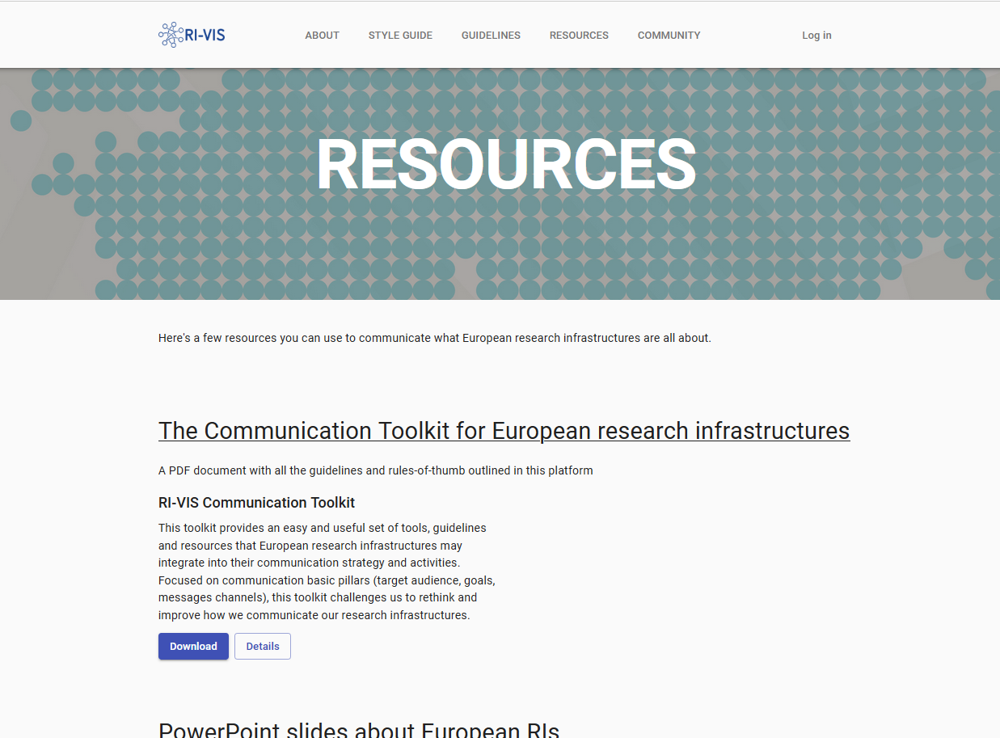 RI-VIS
ABOUT STYLE GUIDE GUIDELINES RESOURCES COMMUNITY Log in
RESOURCES
Here's a few resources you can use to communicate what European research infrastructures are all about.
The Communication Toolkit for European research infrastructures
A PDF document with all the guidelines and rules-of-thumb outlined in this platform
RI-VIS Communication Toolkit
This toolkit provides an easy and useful set of tools, guidelines
and resources that European research infrastructures may
integrate into their communication strategy and activities.
Focused on communication basic pillars (target audience, goals,
messages channels), this toolkit challenges us to rethink and
improve how we communicate our research infrastructures.
Download Details
PowerPoint slides about European RIs